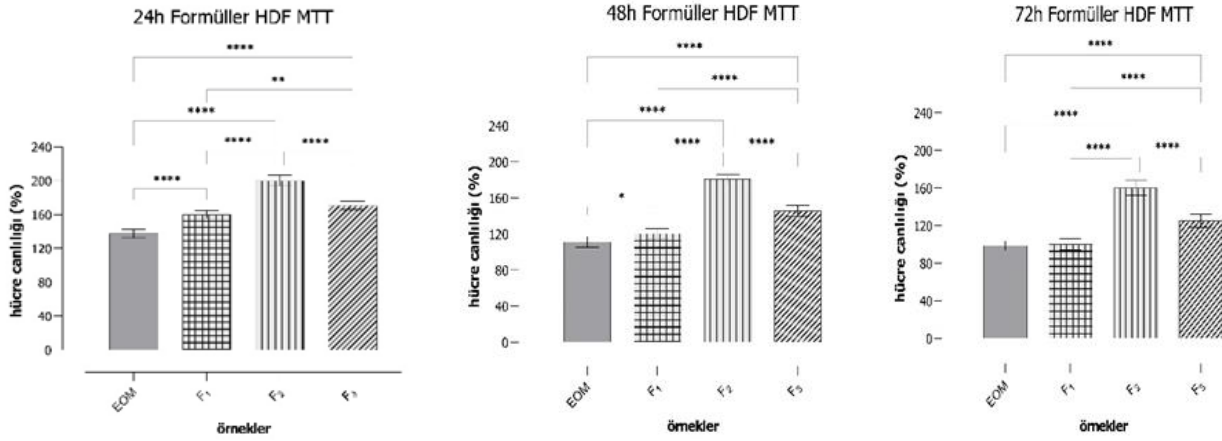 24h Formüller HDF MTT
****
**
****
**** ****
****
hücre canlılığı (%)
240
200
160
120
80
40
0
EOM F₁ F₂ F₃
örnekler
48h Formüller HDF MTT
****
****
****
**** ****
*
hücre canlılığı (%)
240
200
160
120
80
40
0
EOM F₁ F₂ F₃
örnekler
72h Formüller HDF MTT
****
****
****
**** ****
hücre canlılığı (%)
240
200
160
120
80
40
0
EOM F₁ F₂ F₃
örnekler